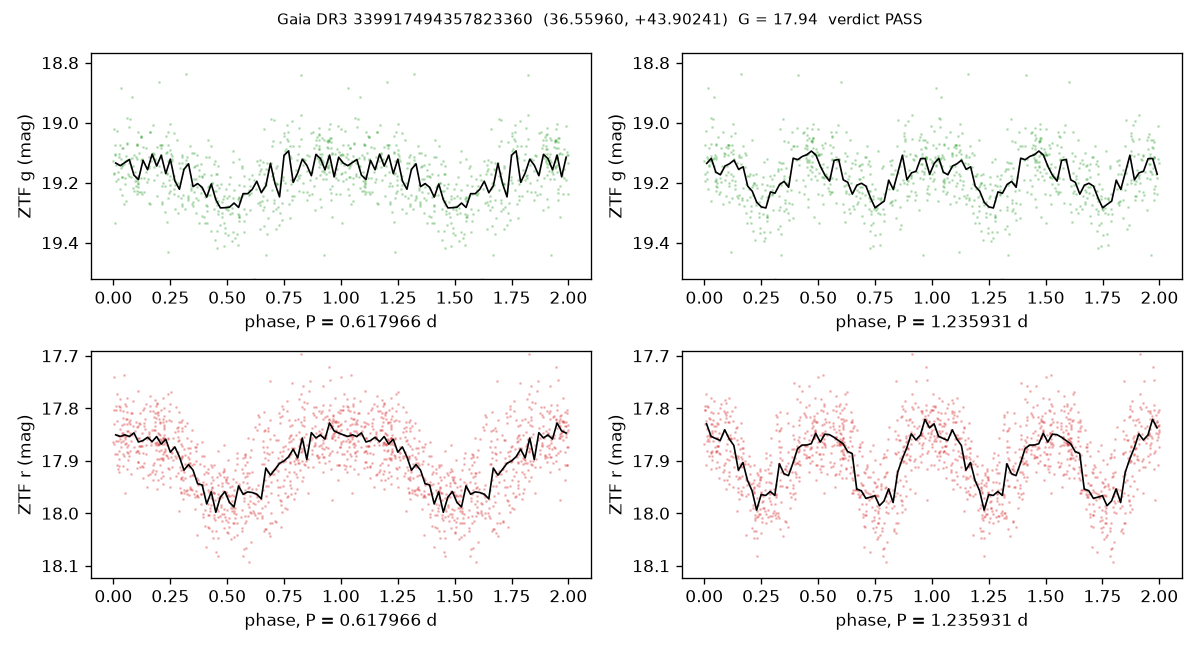 Gaia DR3 339917494357823360 (36.55960, +43.90241) G = 17.94 verdict PASS
ZTF g (mag)
18.8
19.0
19.2
19.4
0.00 0.25 0.50 0.75 1.00 1.25 1.50 1.75 2.00
phase, P = 0.617966 d
ZTF g (mag)
18.8
19.0
19.2
19.4
0.00 0.25 0.50 0.75 1.00 1.25 1.50 1.75 2.00
phase, P = 1.235931 d
ZTF r (mag)
17.7
17.8
17.9
18.0
18.1
0.00 0.25 0.50 0.75 1.00 1.25 1.50 1.75 2.00
phase, P = 0.617966 d
ZTF r (mag)
17.7
17.8
17.9
18.0
18.1
0.00 0.25 0.50 0.75 1.00 1.25 1.50 1.75 2.00
phase, P = 1.235931 d